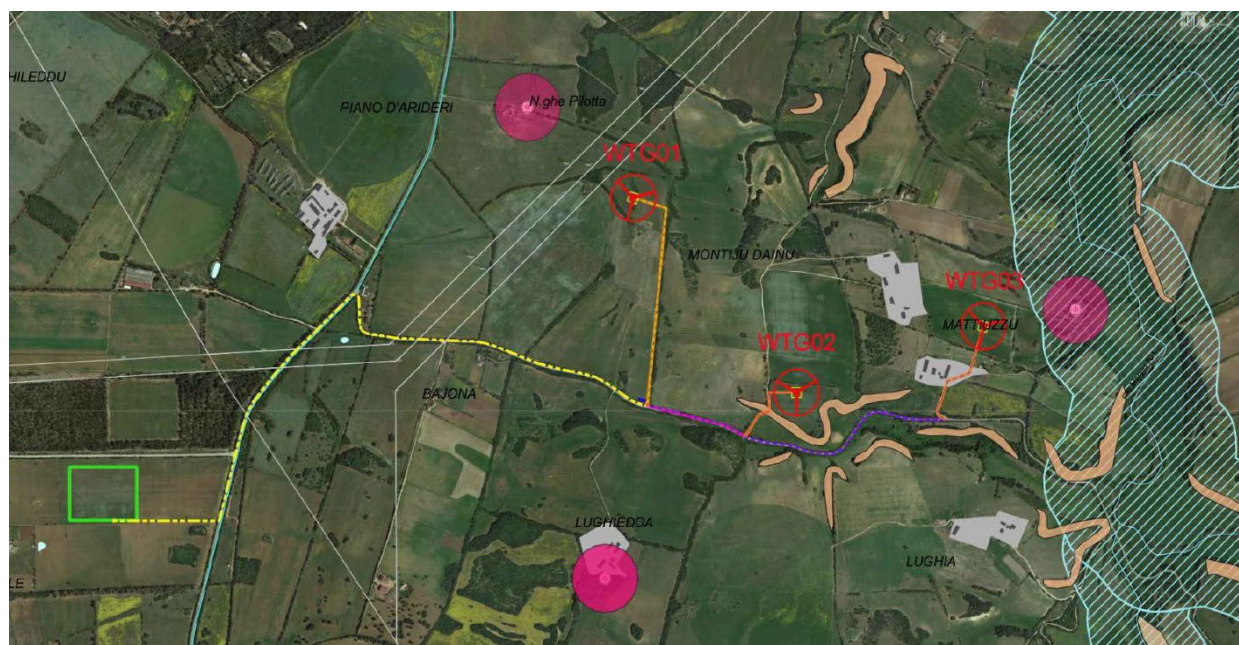 HILEDDU
PIANO D'ARIDERI
N.ghe Pilotta
WTG01
MONTIJU DAINU
WTG03
MATTIUZZU
WTG02
BAJONA
LUGHIEDDA
LUGHIA
LE